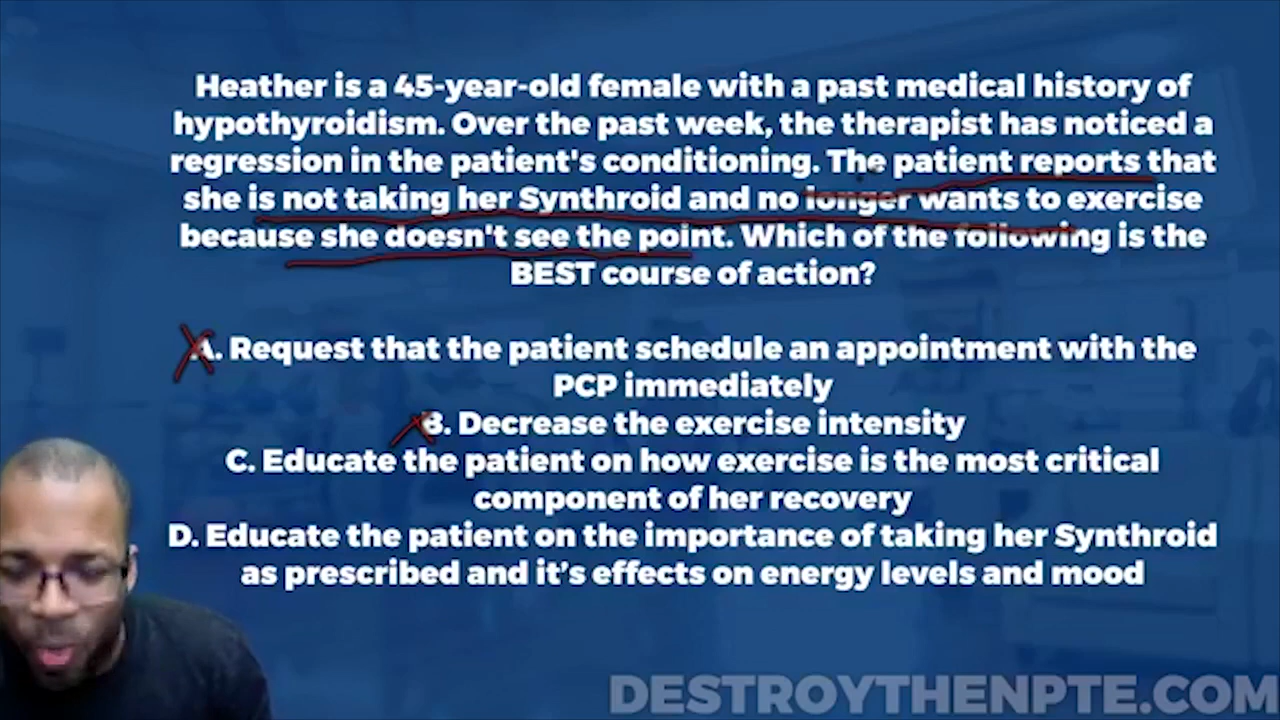 Heather is a 45-year-old female with a past medical history of
hypothyroidism. Over the past week, the therapist has noticed a
regression in the patient's conditioning. The patient reports that
she is not taking her Synthroid and no longer wants to exercise
because she doesn't see the point. Which of the following is the
BEST course of action?
A. Request that the patient schedule an appointment with the
PCP immediately
B. Decrease the exercise intensity
C. Educate the patient on how exercise is the most critical
component of her recovery
D. Educate the patient on the importance of taking her Synthroid
as prescribed and it's effects on energy levels and mood
DESTROYTHENPTE.COM